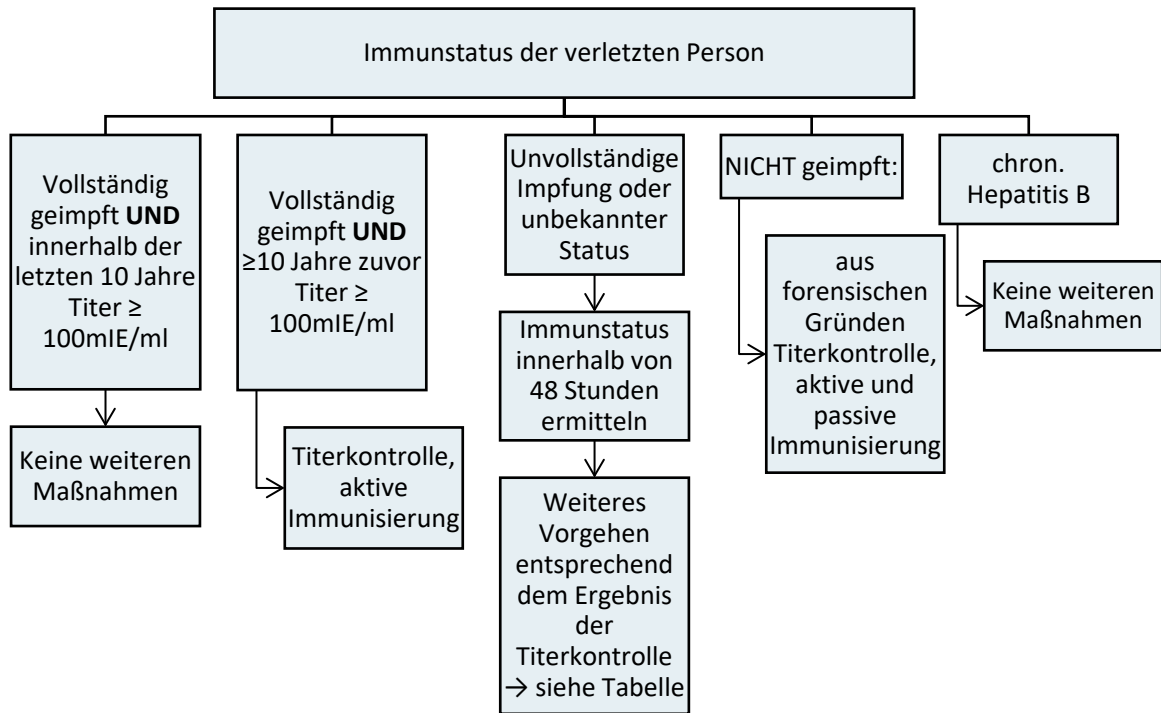 Immunstatus der verletzten Person
Vollständig
geimpft UND
innerhalb der
letzten 10 Jahre
Titer ≥
100mIE/ml
Keine weiteren
Maßnahmen
Vollständig
geimpft UND
≥10 Jahre zuvor
Titer ≥
100mIE/ml
Titerkontrolle,
aktive
Immunisierung
Unvollständige
Impfung oder
unbekannter
Status
Immunstatus
innerhalb von
48 Stunden
ermitteln
Weiteres
Vorgehen
entsprechend
dem Ergebnis
der
Titerkontrolle
→ siehe Tabelle
NICHT geimpft:
aus
forensischen
Gründen
Titerkontrolle,
aktive und
passive
Immunisierung
chron.
Hepatitis B
Keine weiteren
Maßnahmen